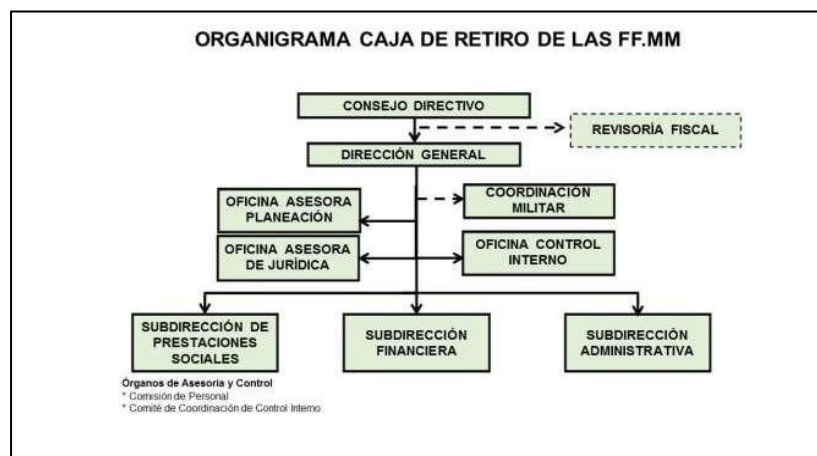 ORGANIGRAMA CAJA DE RETIRO DE LAS FF.MM
CONSEJO DIRECTIVO
REVISORÍA FISCAL
DIRECCIÓN GENERAL
OFICINA ASESORA
PLANEACIÓN
COORDINACIÓN
MILITAR
OFICINA ASESORA
DE JURÍDICA
OFICINA CONTROL
INTERNO
SUBDIRECCIÓN DE
PRESTACIONES
SOCIALES
SUBDIRECCIÓN
FINANCIERA
SUBDIRECCIÓN
ADMINISTRATIVA
Órganos de Asesoría y Control
* Comisión de Personal
* Comité de Coordinación de Control Interno